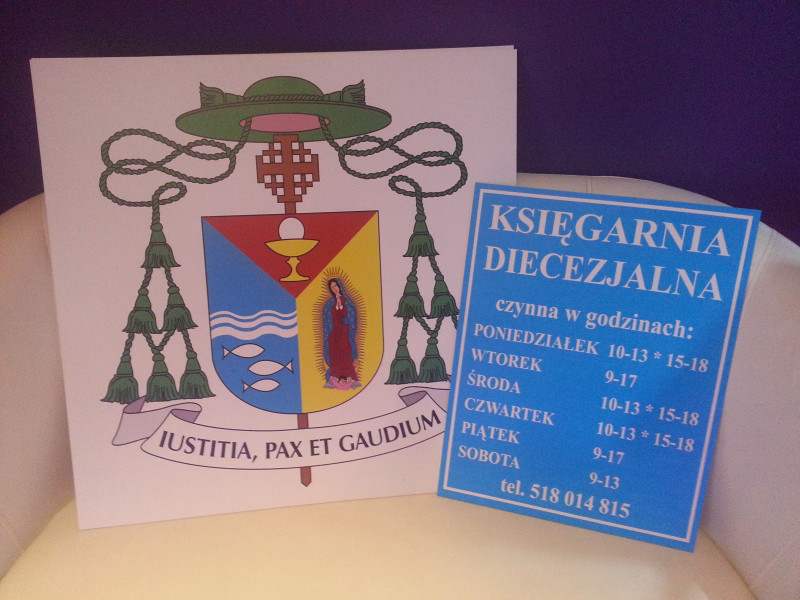 IUSTITIA, PAX ET GAUDIUM
KSIĘGARNIA
DIECEZJALNA
czynna w godzinach:
PONIEDZIAŁEK 10-13 * 15-18
WTOREK 9-17
ŚRODA 10-13 * 15-18
CZWARTEK 10-13 * 15-18
PIĄTEK 9-17
SOBOTA 9-13
tel. 518 014 815